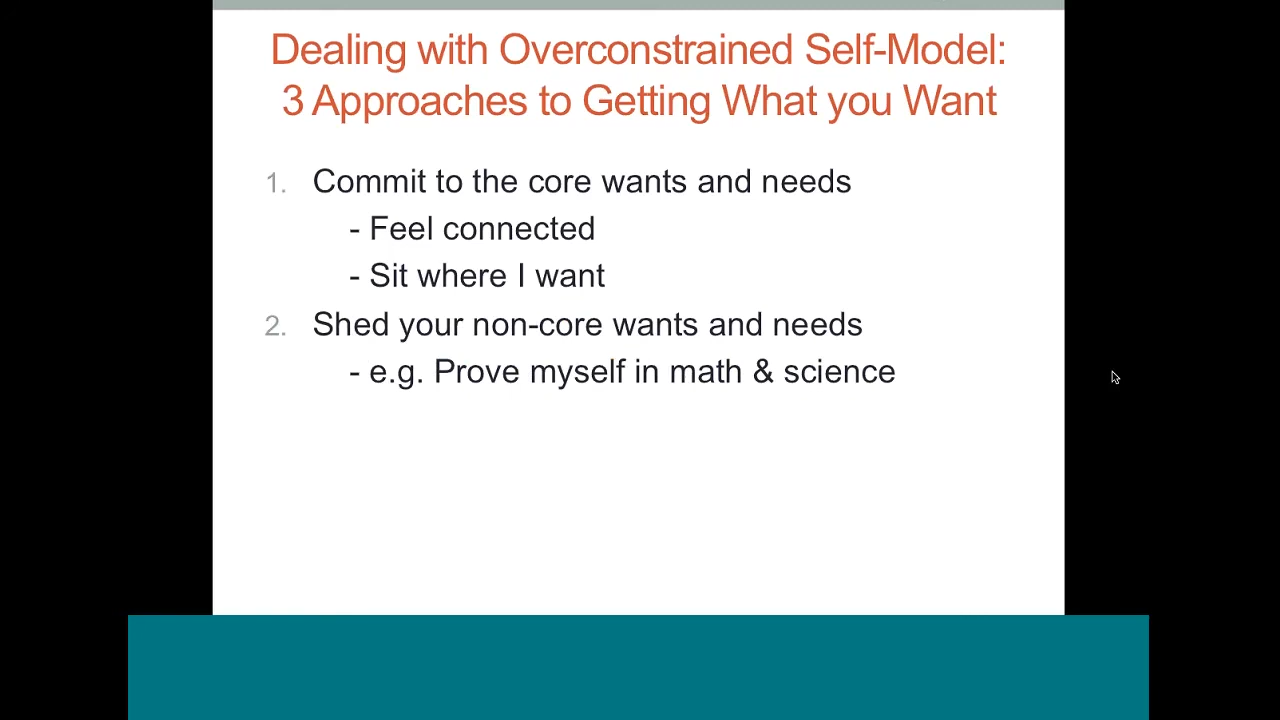 Dealing with Overconstrained Self-Model:
3 Approaches to Getting What you Want
1. Commit to the core wants and needs
- Feel connected
- Sit where I want
2. Shed your non-core wants and needs
- e.g. Prove myself in math & science